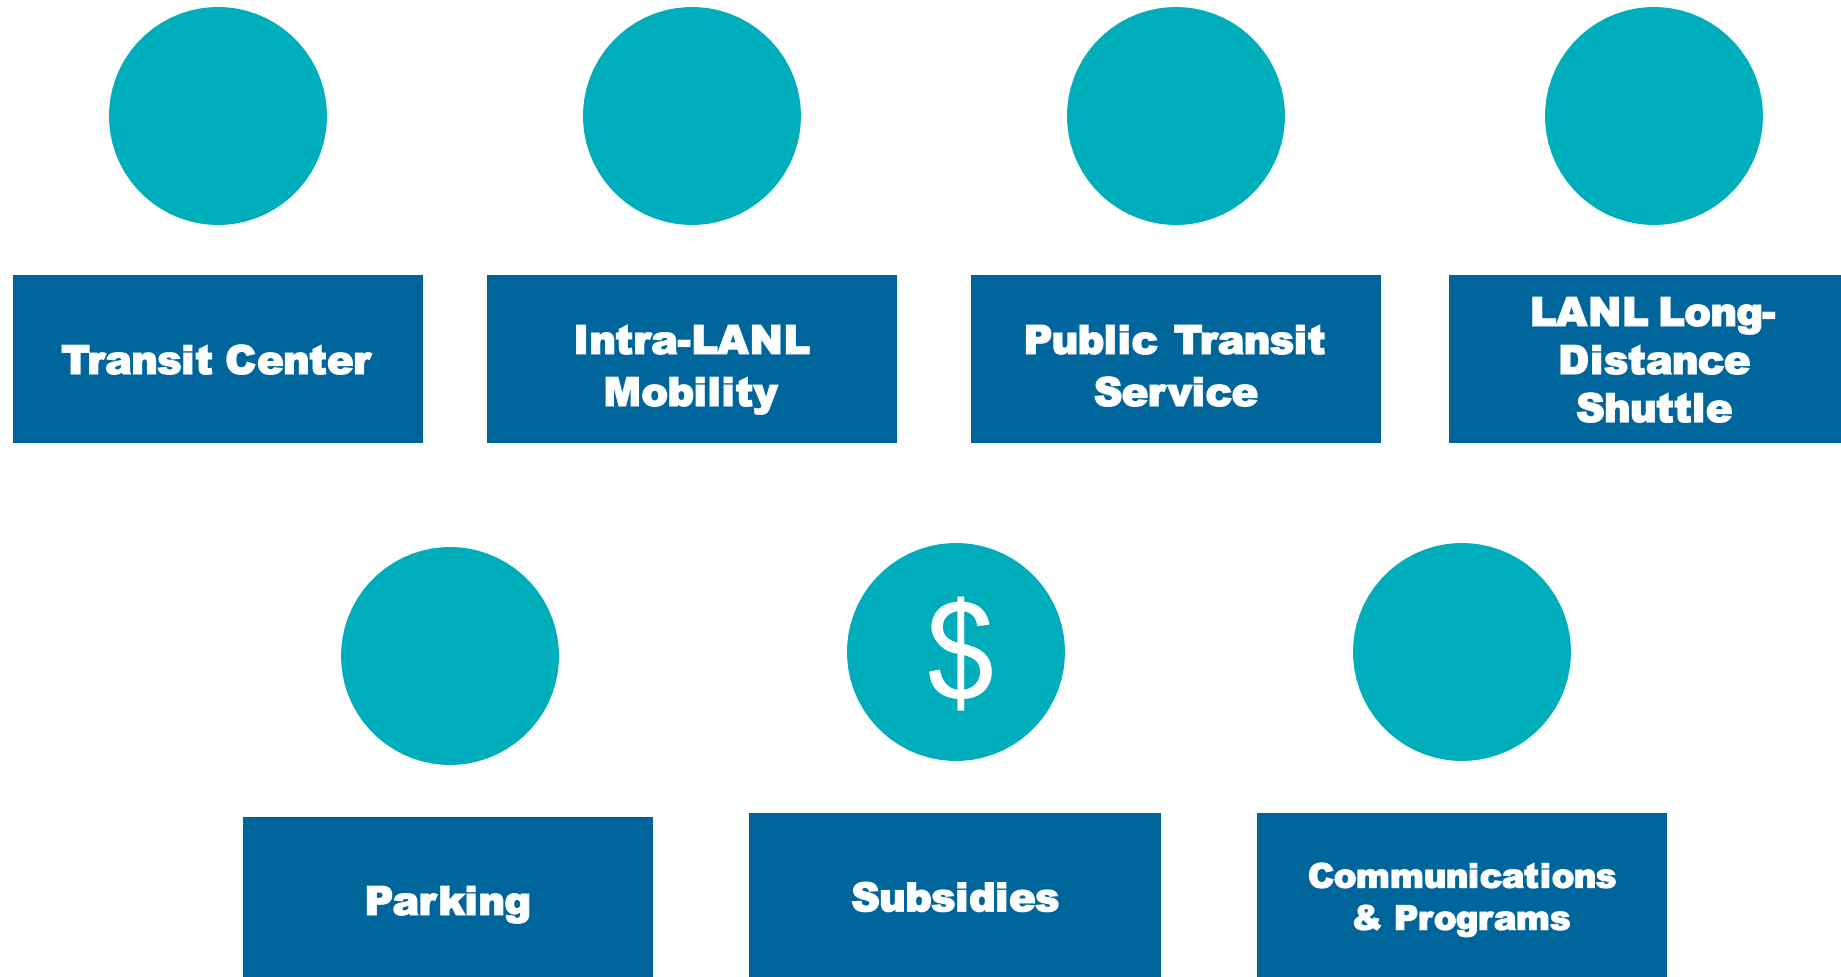 Transit Center
Intra-LANL
Mobility
Public Transit
Service
LANL Long-
Distance
Shuttle
Parking
$
Subsidies
Communications
& Programs